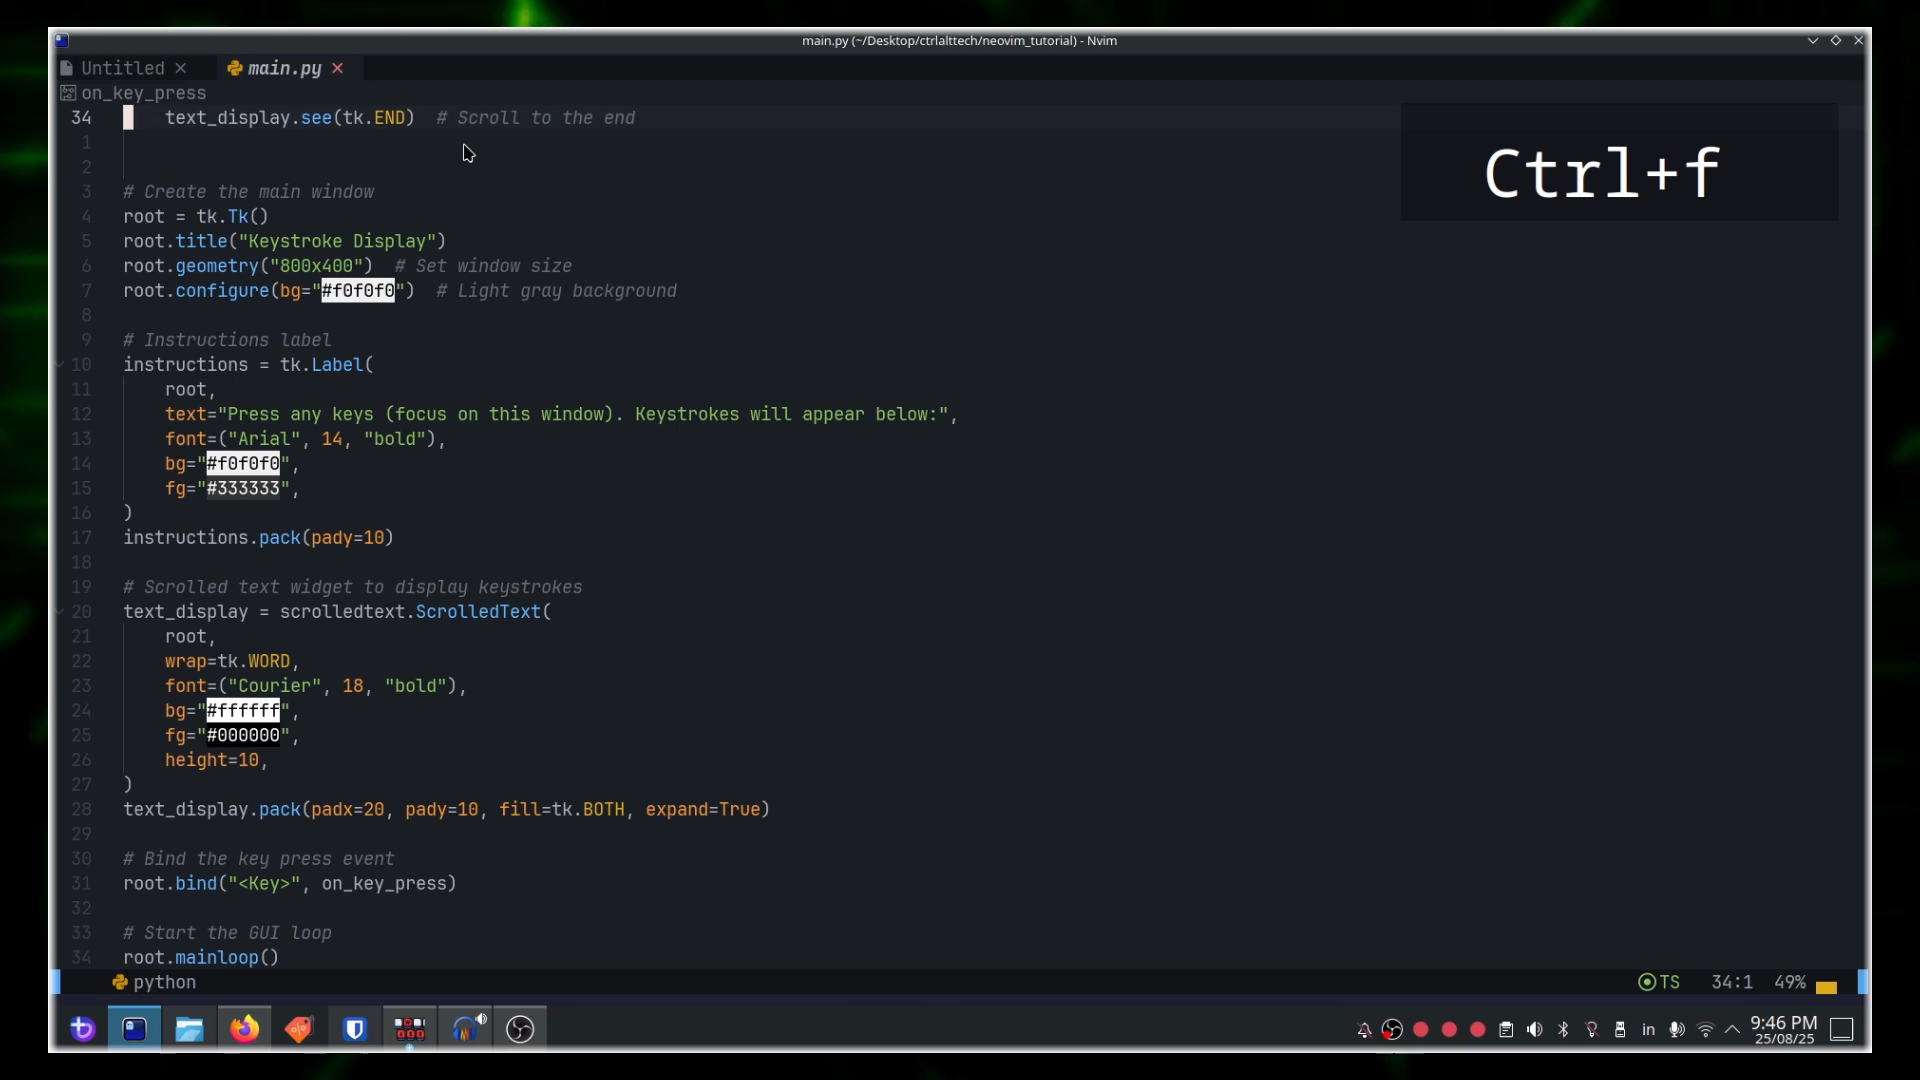 main.py (~/Desktop/ctrlalttech/neovim_tutorial) - Nvim
Untitled × main.py ×
on_key_press
34     text_display.see(tk.END)  # Scroll to the end
Ctrl+f
1
2
3 # Create the main window
4 root = tk.Tk()
5 root.title("Keystroke Display")
6 root.geometry("800x400")  # Set window size
7 root.configure(bg="#f0f0f0")  # Light gray background
8
9 # Instructions label
10 instructions = tk.Label(
11     root,
12     text="Press any keys (focus on this window). Keystrokes will appear below:",
13     font=("Arial", 14, "bold"),
14     bg="#f0f0f0",
15     fg="#333333",
16 )
17 instructions.pack(pady=10)
18
19 # Scrolled text widget to display keystrokes
20 text_display = scrolledtext.ScrolledText(
21     root,
22     wrap=tk.WORD,
23     font=("Courier", 18, "bold"),
24     bg="#ffffff",
25     fg="#000000",
26     height=10,
27 )
28 text_display.pack(padx=20, pady=10, fill=tk.BOTH, expand=True)
29
30 # Bind the key press event
31 root.bind("<Key>", on_key_press)
32
33 # Start the GUI loop
34 root.mainloop()
python TS 34:1 49%
in 9:46 PM
25/08/25